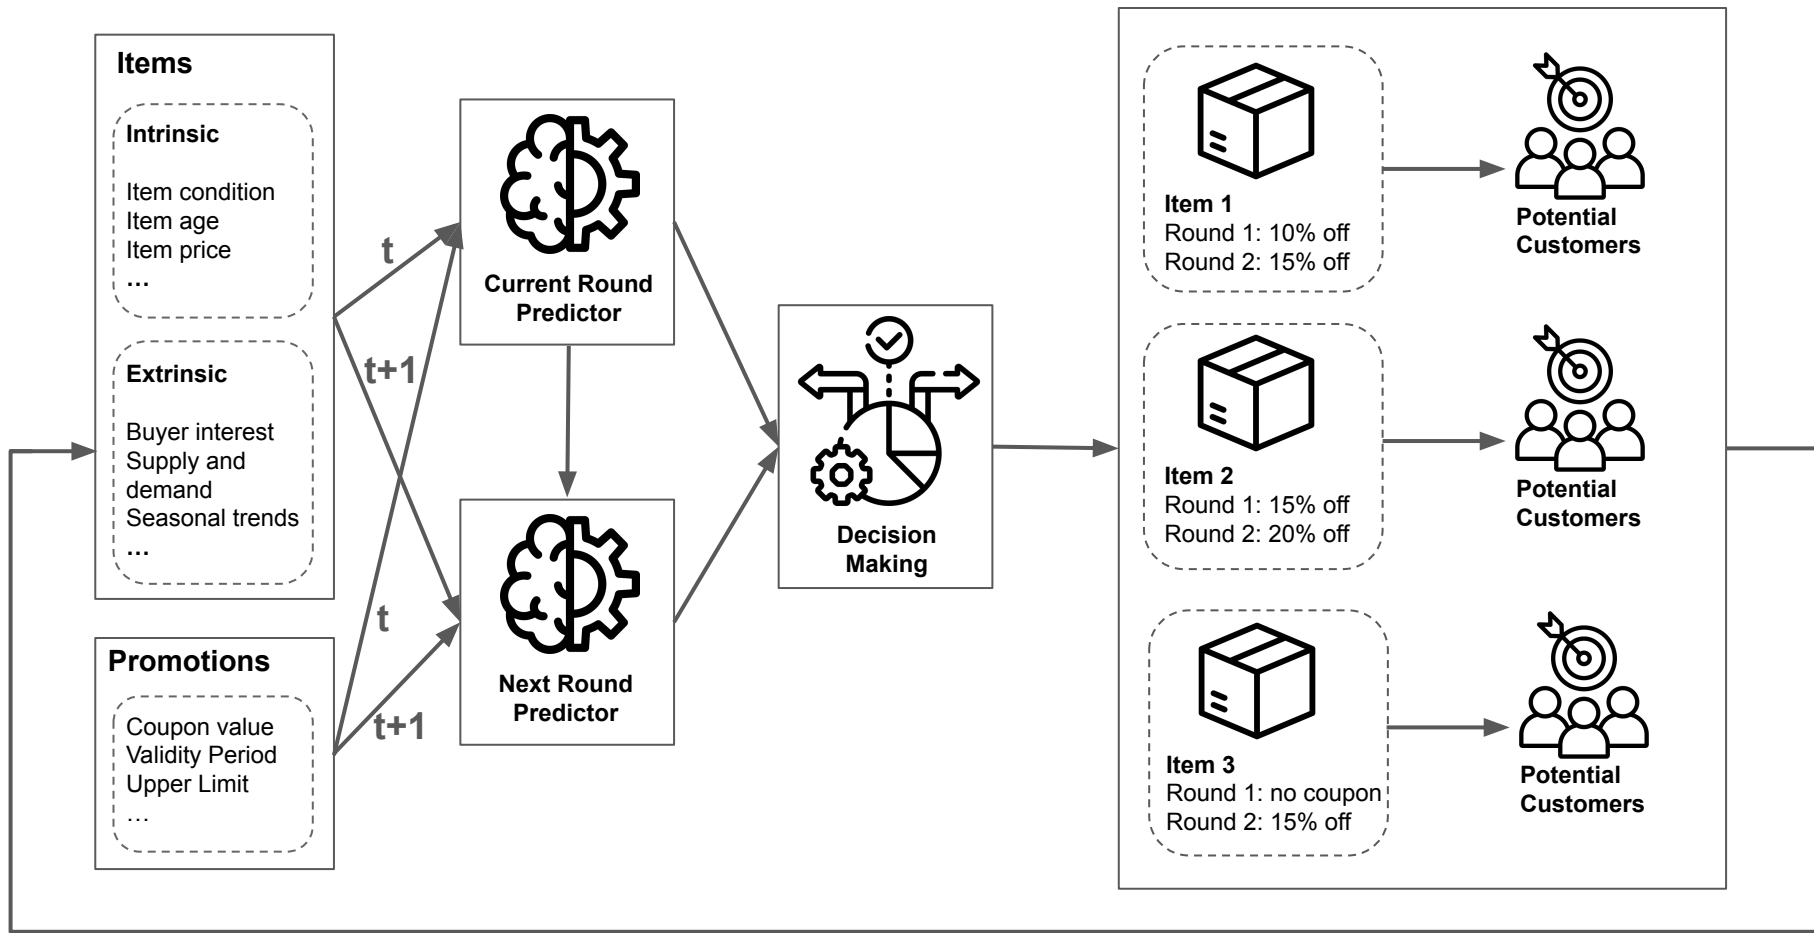 Items
Intrinsic
Item condition
Item age
Item price
...
Extrinsic
Buyer interest
Supply and
demand
Seasonal trends
...
Promotions
Coupon value
Validity Period
Upper Limit
...
t
t+1
t
t+1
Current Round
Predictor
Next Round
Predictor
Decision
Making
Item 1
Round 1: 10% off
Round 2: 15% off
Potential
Customers
Item 2
Round 1: 15% off
Round 2: 20% off
Potential
Customers
Item 3
Round 1: no coupon
Round 2: 15% off
Potential
Customers